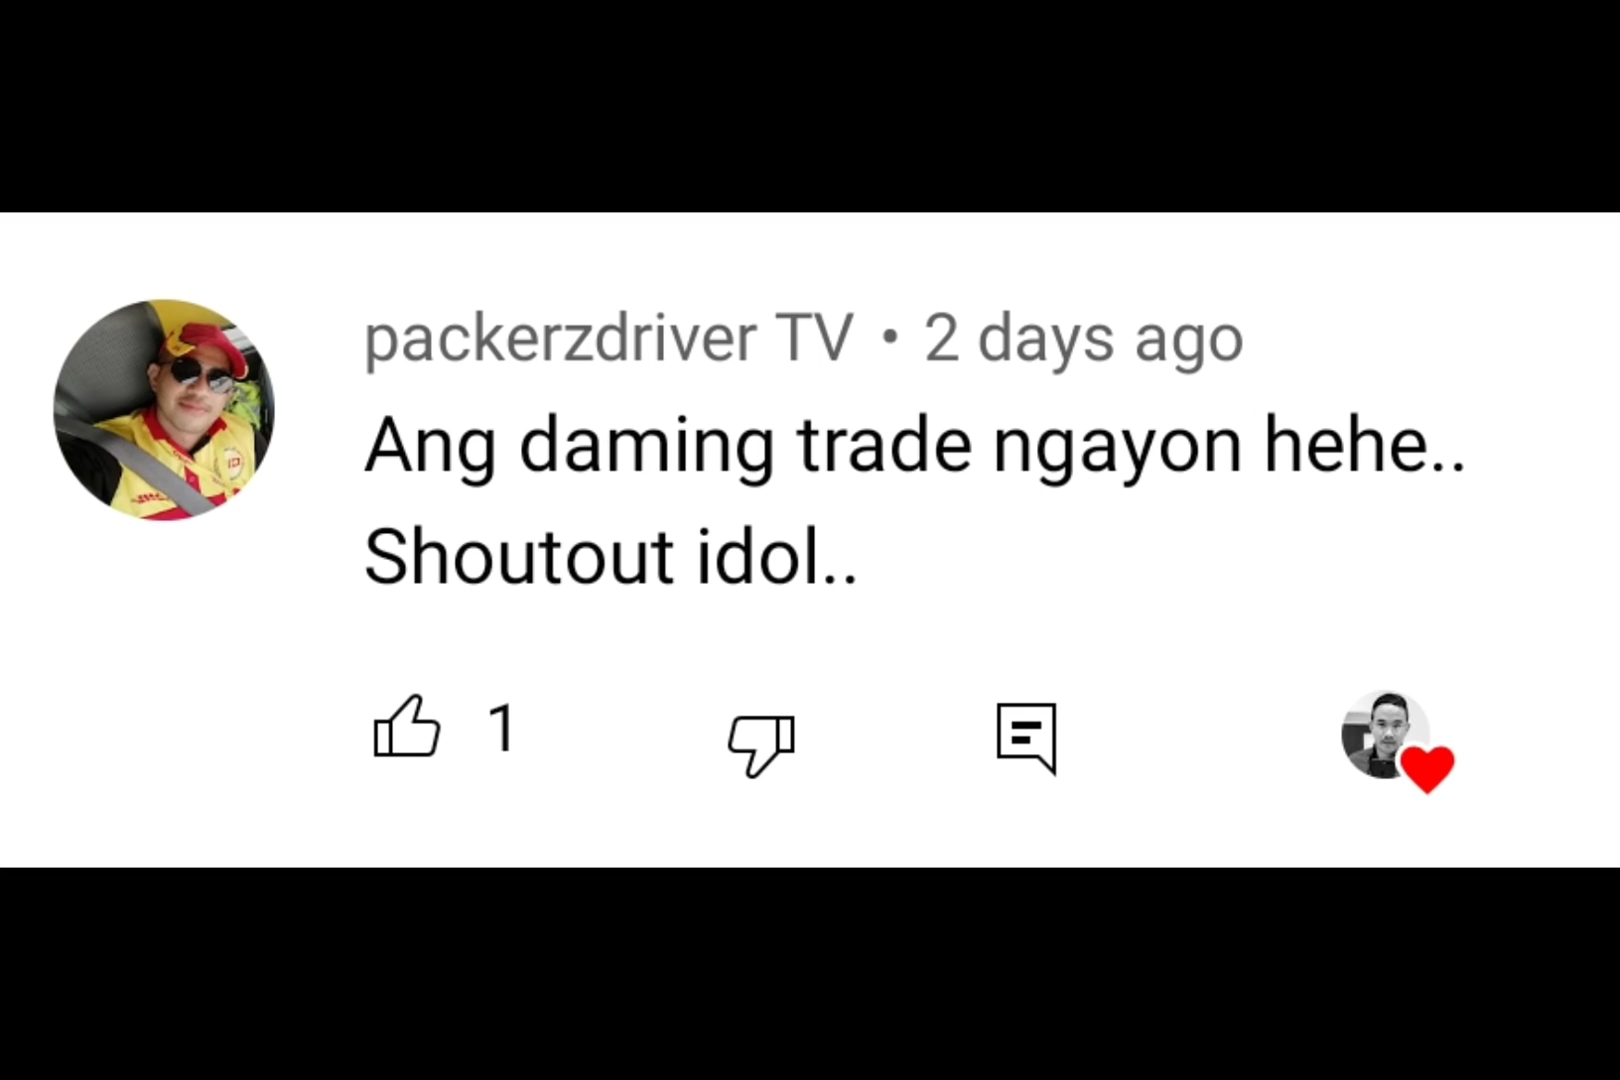 packerzdriver TV • 2 days ago
Ang daming trade ngayon hehe..
Shoutout idol..
1